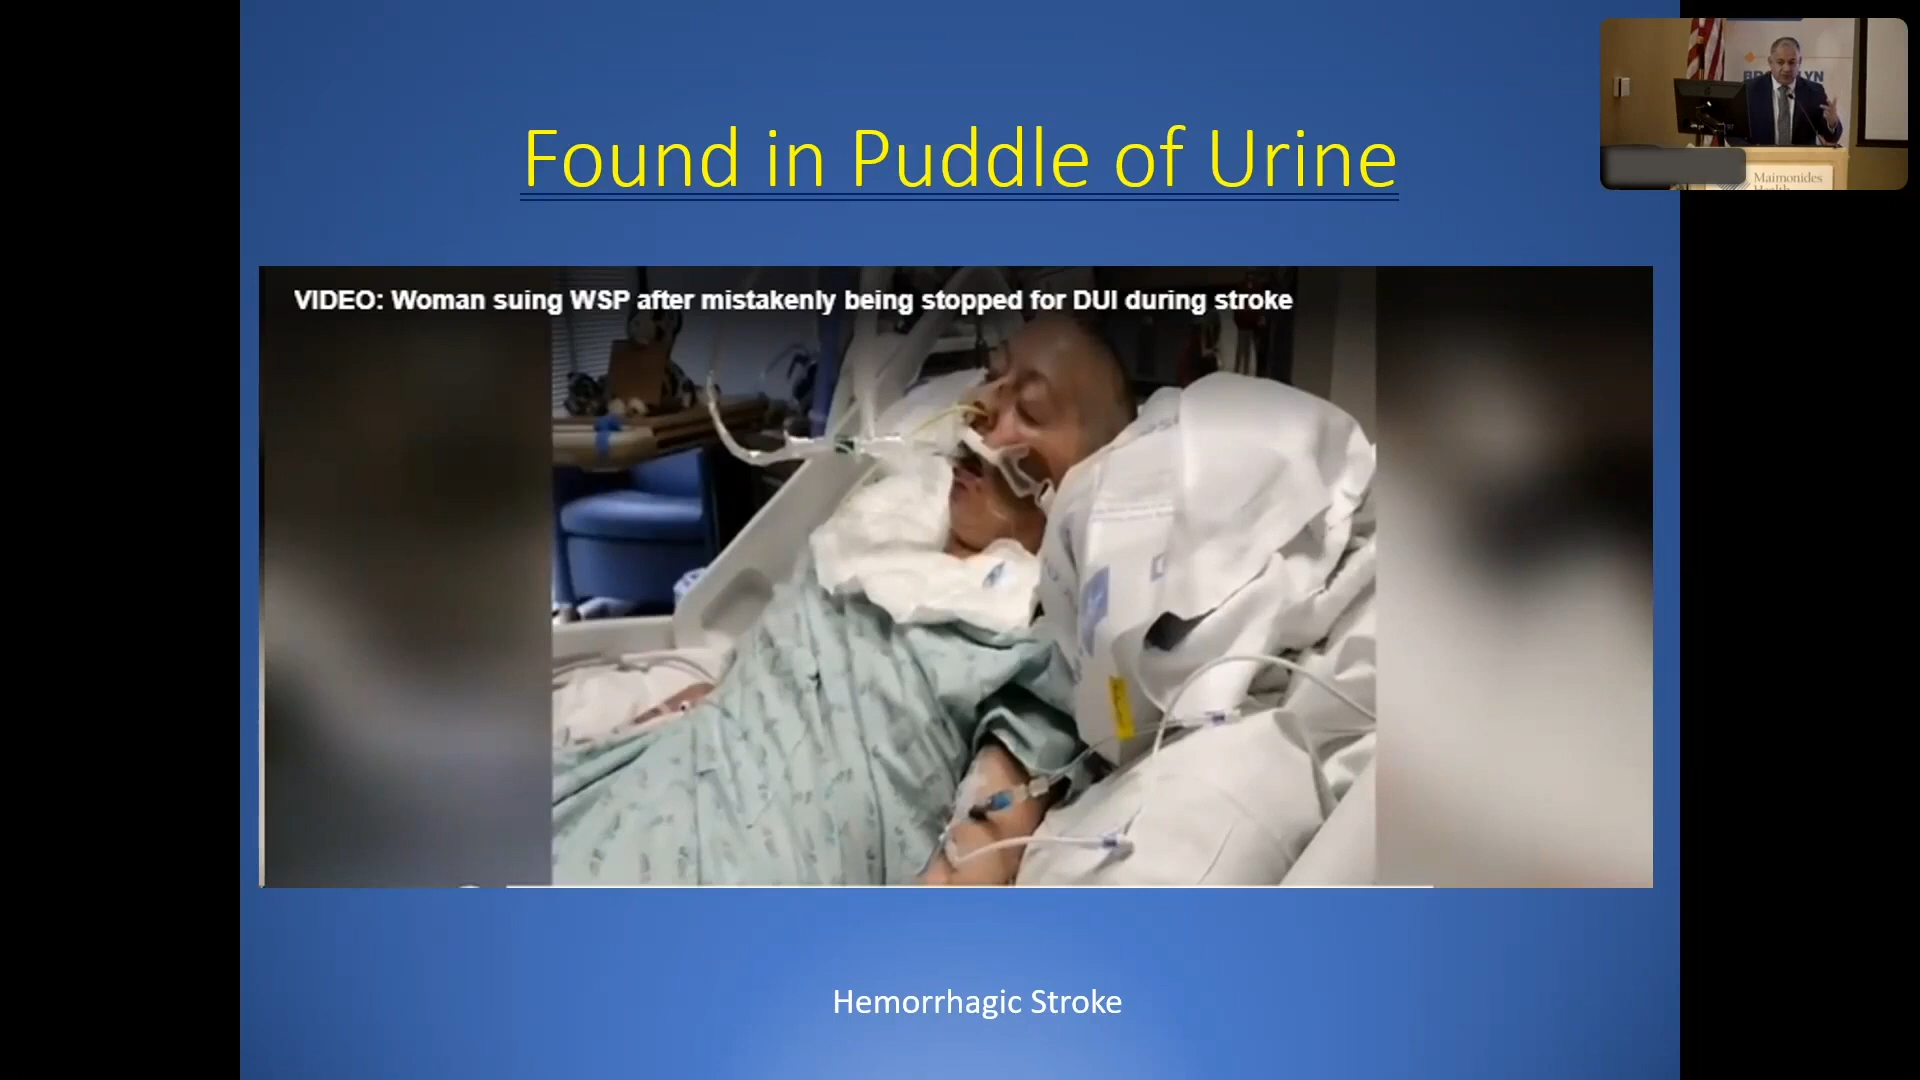 Found in Puddle of Urine
VIDEO: Woman suing WSP after mistakenly being stopped for DUI during stroke
Hemorrhagic Stroke
Maimonides
Health